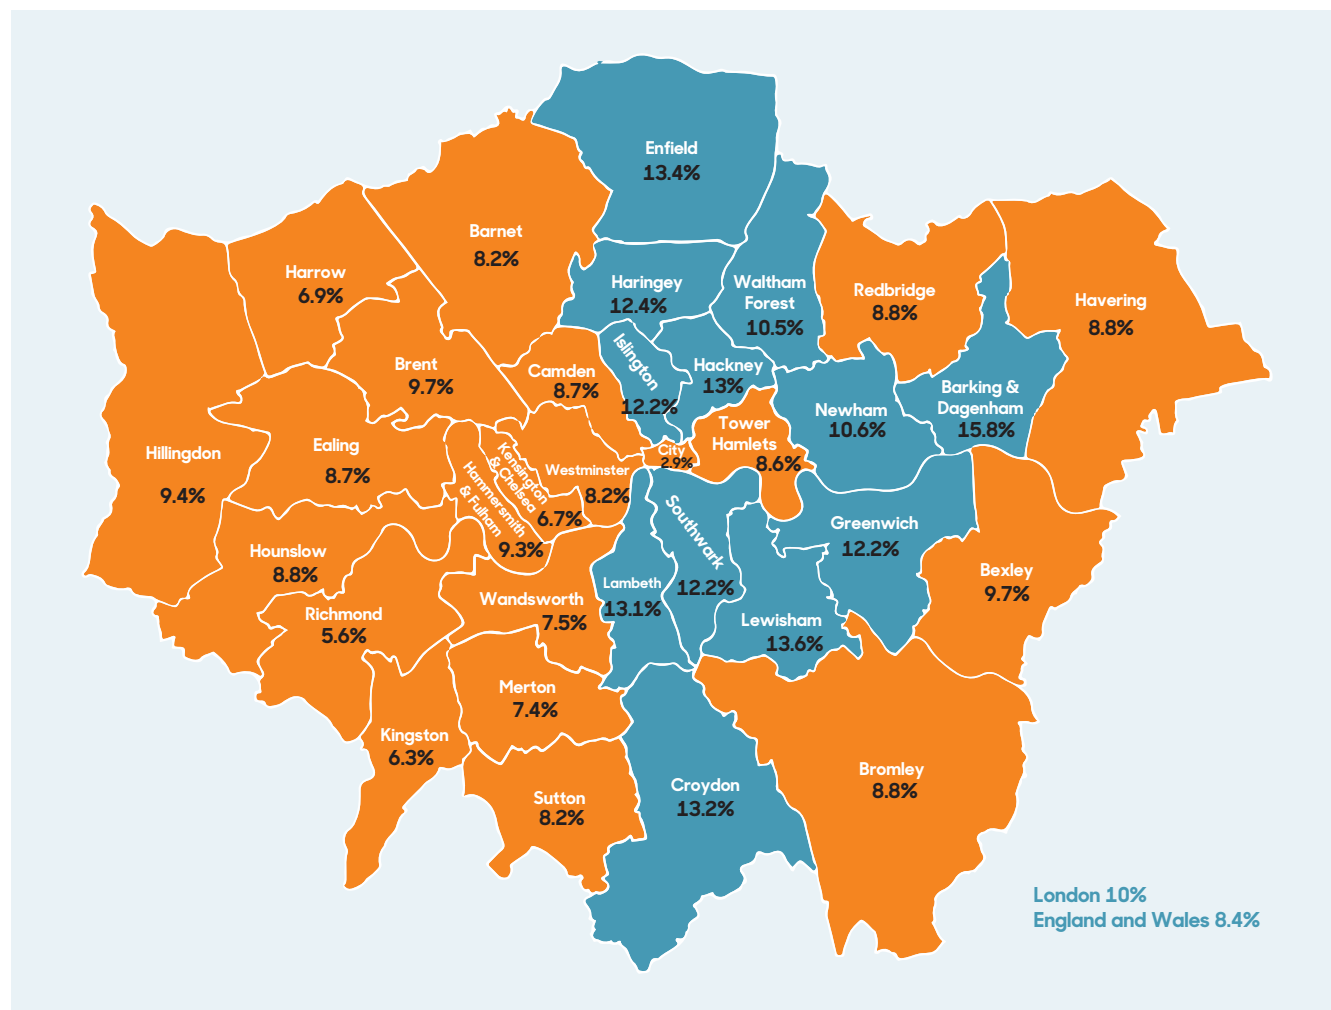 Enfield
13.4%
Barnet
8.2%
Harrow
6.9%
Haringey
12.4%
Waltham
Forest
10.5%
Redbridge
8.8%
Havering
8.8%
Brent
9.7%
Camden
8.7%
Islington
12.2%
Hackney
13%
Newham
10.6%
Barking &
Dagenham
15.8%
Tower
Hamlets
8.6%
City
2.9%
Hillingdon
9.4%
Ealing
8.7%
Westminster
8.2%
Kensington
& Chelsea
6.7%
Hammersmith
& Fulham
9.3%
Southwark
12.2%
Greenwich
12.2%
Bexley
9.7%
Hounslow
8.8%
Richmond
5.6%
Wandsworth
7.5%
Lambeth
13.1%
Lewisham
13.6%
Merton
7.4%
Kingston
6.3%
Sutton
8.2%
Croydon
13.2%
Bromley
8.8%
London 10%
England and Wales 8.4%